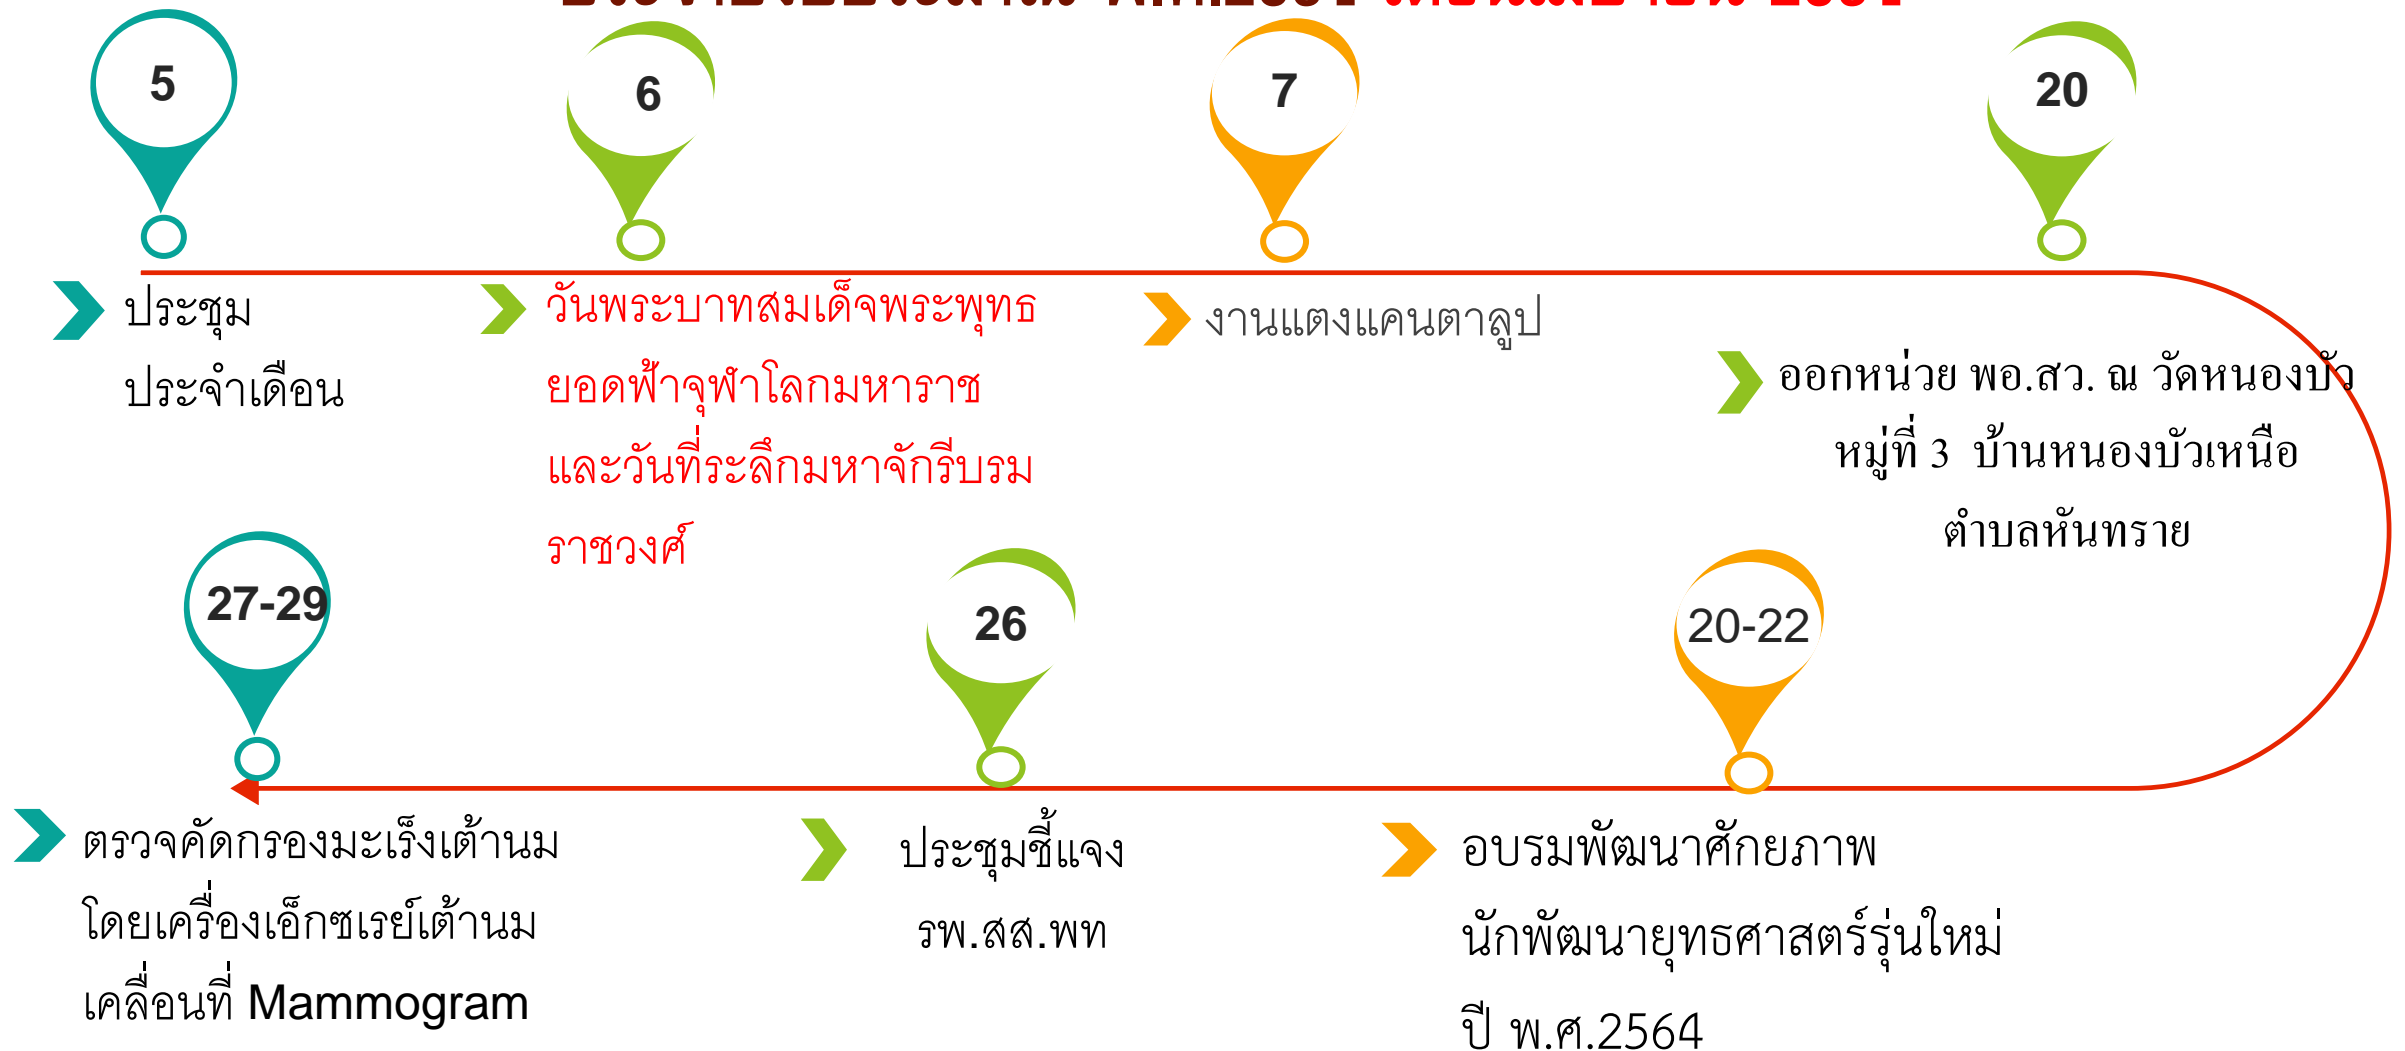 5
6
7
20
ประชุม
ประจำเดือน
วันพระบาทสมเด็จพระพุทธ
ยอดฟ้าจุฬาโลกมหาราช
และวันที่ระลึกมหาจักรีบรม
ราชวงศ์
งานแตงแคนตาลูป
ออกหน่วย พอ.สว. ณ วัดหนองบัว
หมู่ที่ 3 บ้านหนองบัวเหนือ
ตำบลหันทราย
20-22
26
27-29
อบรมพัฒนาศักยภาพ
นักพัฒนายุทธศาสตร์รุ่นใหม่
ปี พ.ศ.2564
ประชุมชี้แจง
รพ.สส.พท
ตรวจคัดกรองมะเร็งเต้านม
โดยเครื่องเอ็กซเรย์เต้านม
เคลื่อนที่ Mammogram